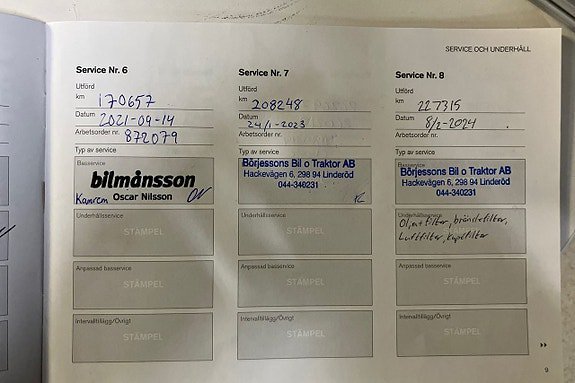 SERVICE OCH UNDERHÅLL
Service Nr. 6
Utförd
km 170657
Datum 2021-09-14
Arbetsorder nr. 872079
Typ av service
Basservice
bilmånsson
Kamrem Oscar Nilsson
Underhållsservice
STÄMPEL
Anpassad basservice
STÄMPEL
Intervalltillägg/Övrigt
STÄMPEL
Service Nr. 7
Utförd
km 208248
Datum 24/1-2023
Arbetsorder nr.
Typ av service
Basservice
Börjessons Bil o Traktor AB
Hackevägen 6, 298 94 Linderöd
044-340231
Underhållsservice
STÄMPEL
Anpassad basservice
STÄMPEL
Intervalltillägg/Övrigt
STÄMPEL
Service Nr. 8
Utförd
km 227315
Datum 8/2-2024
Arbetsorder nr.
Typ av service
Basservice
Börjessons Bil o Traktor AB
Hackevägen 6, 298 94 Linderöd
044-340231
Underhållsservice
Ol, filter, bränslefilter,
Luftfilter, kupefilter
Anpassad basservice
STÄMPEL
Intervalltillägg/Övrigt
STÄMPEL
9